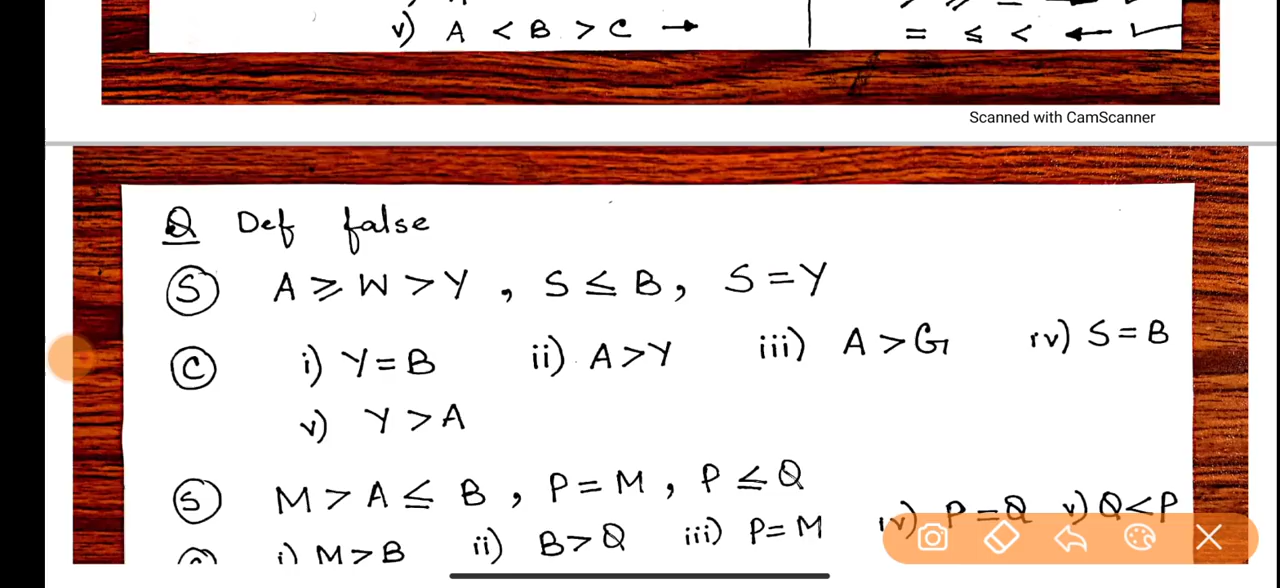 v) A < B > C →
= ≤ < ←
Scanned with CamScanner
Q Def false
S A ≥ W > Y , S ≤ B, S = Y
C i) Y = B ii) A > Y iii) A > G iv) S = B
v) Y > A
S M > A ≤ B , P = M , P ≤ Q
i) M > B ii) B > Q iii) P = M iv) P = Q v) Q < P